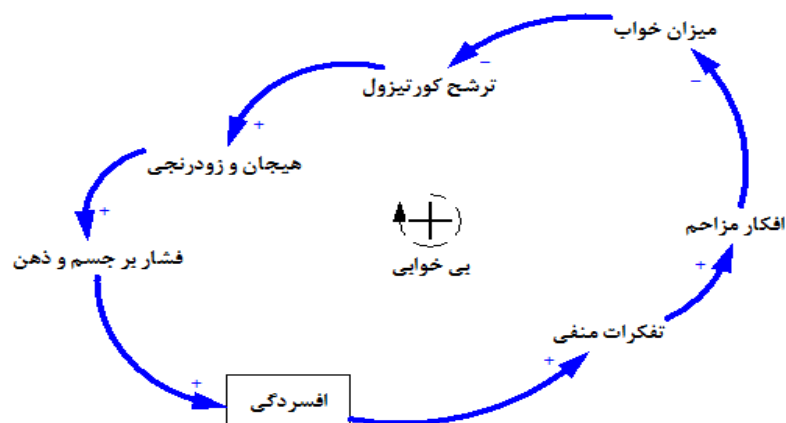 میزان خواب
ترشح کورتیزول
هیجان و زودرنجی
فشار بر جسم و ذهن
افسردگی
تفکرات منفی
افکار مزاحم
بی خوابی
−
−
+
+
+
+
+